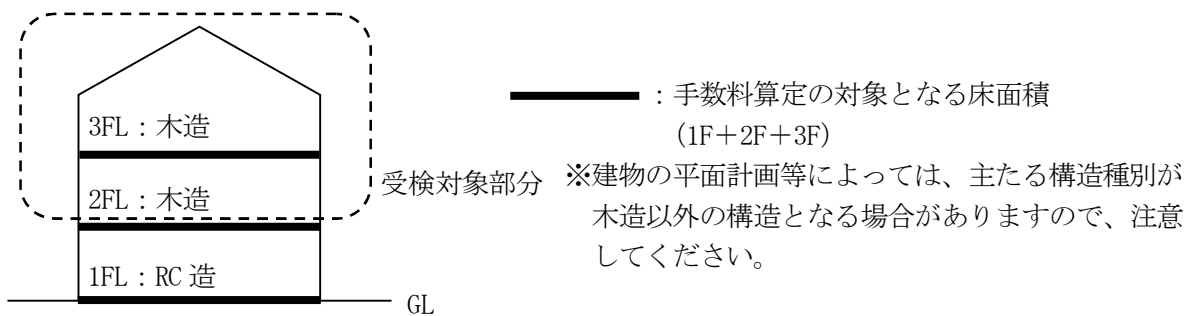 3FL：木造
2FL：木造
1FL：RC 造
GL
受検対象部分
：手数料算定の対象となる床面積
（1F＋2F＋3F）
※建物の平面計画等によっては、主たる構造種別が
木造以外の構造となる場合がありますので、注意
してください。